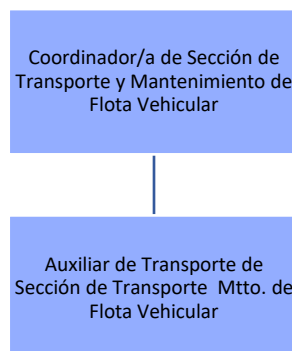 Coordinador/a de Sección de
Transporte y Mantenimiento de
Flota Vehicular
Auxiliar de Transporte de
Sección de Transporte Mtto. de
Flota Vehicular